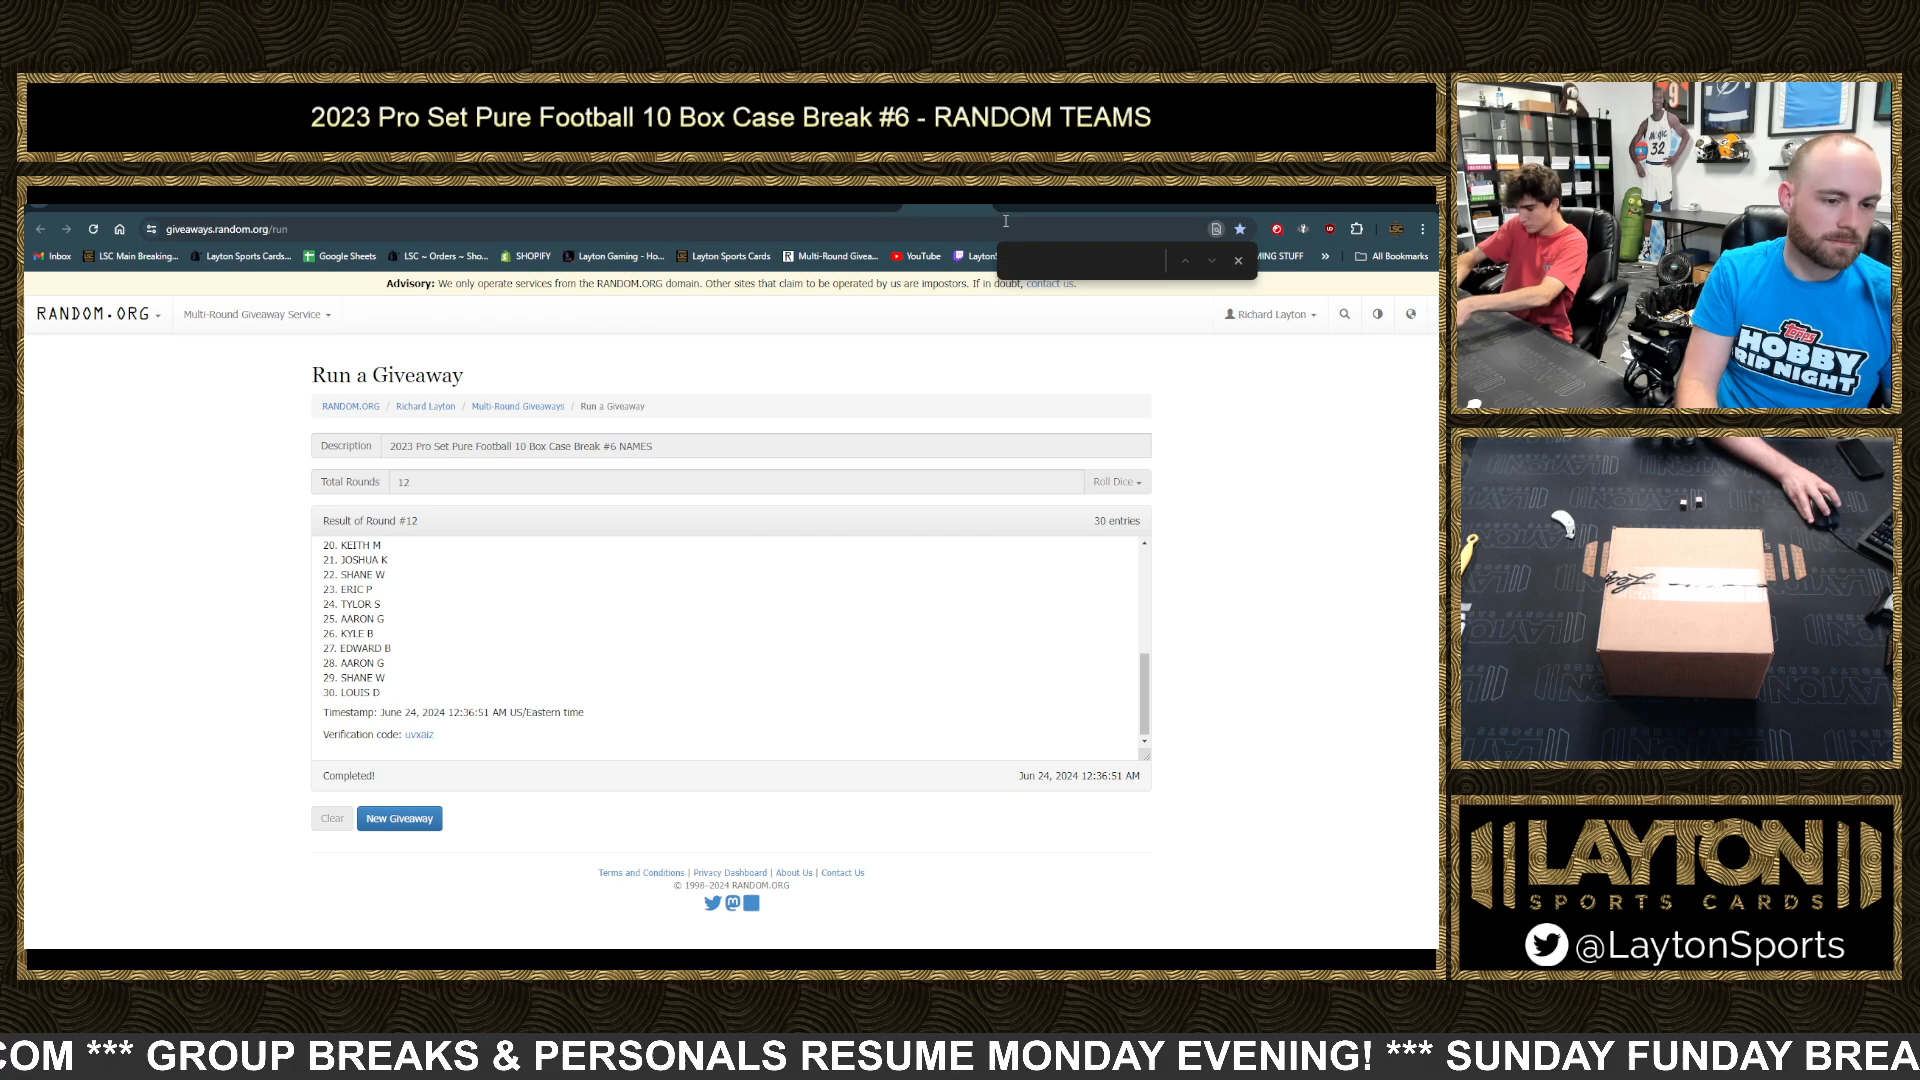 2023 Pro Set Pure Football 10 Box Case Break #6 - RANDOM TEAMS
giveaways.random.org/run
Inbox LSC Main Breaking... Layton Sports Cards... Google Sheets LSC ~ Orders ~ Sho... SHOPIFY Layton Gaming - Ho... Layton Sports Cards Multi-Round Givea... YouTube MING STUFF » All Bookmarks
Advisory: We only operate services from the RANDOM.ORG domain. Other sites that claim to be operated by us are impostors. If in doubt, contact us.
RANDOM.ORG Multi-Round Giveaway Service Richard Layton
Run a Giveaway
RANDOM.ORG / Richard Layton / Multi-Round Giveaways / Run a Giveaway
Description 2023 Pro Set Pure Football 10 Box Case Break #6 NAMES
Total Rounds 12 Roll Dice
Result of Round #12 30 entries
20. KEITH M
21. JOSHUA K
22. SHANE W
23. ERIC P
24. TYLOR S
25. AARON G
26. KYLE B
27. EDWARD B
28. AARON G
29. SHANE W
30. LOUIS D
Timestamp: June 24, 2024 12:36:51 AM US/Eastern time
Verification code: uvxaiz
Completed! Jun 24, 2024 12:36:51 AM
Clear New Giveaway
Terms and Conditions | Privacy Dashboard | About Us | Contact Us
© 1998–2024 RANDOM.ORG
Magic
32
topps
HOBBY
RIP NIGHT
LAYTON
SPORTS CARDS
@LaytonSports
COM *** GROUP BREAKS & PERSONALS RESUME MONDAY EVENING! *** SUNDAY FUNDAY BREA